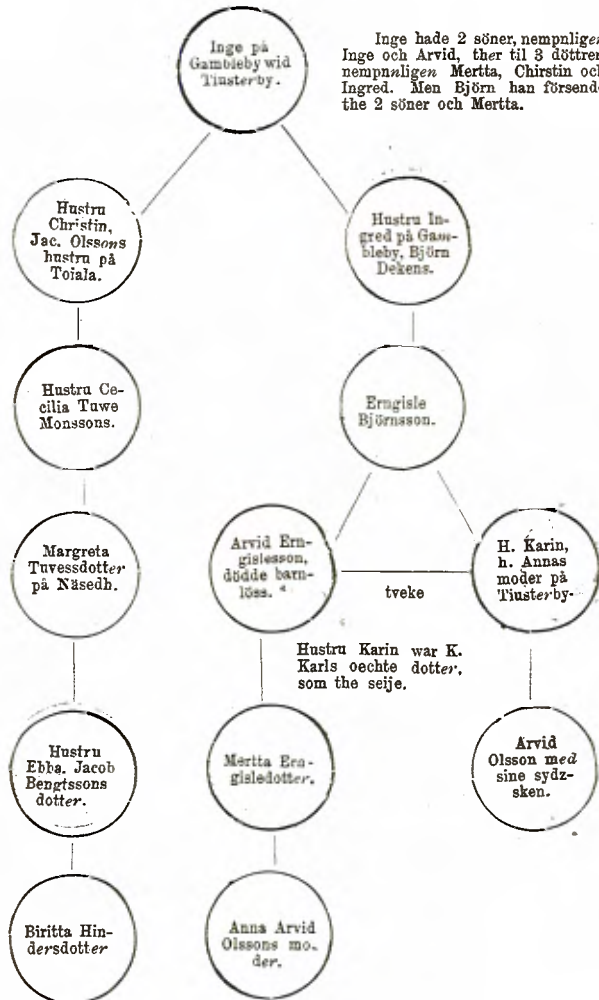 Inge på
Gambleby wid
Tiusterby.
Inge hade 2 söner, nempnligen
Inge och Arvid, ther til 3 döttrer
nempnnligen Mertta, Chirstin och
Ingred. Men Björn han försende
the 2 söner och Mertta.
Hustru
Christin,
Jac. Olssons
hustru på
Toiala.
Hustru In-
gred på Gam-
bleby, Björn
Dekens.
Hustru Ce-
cilia Tuwe
Monssons.
Erngisle
Björnsson.
Margreta
Tuvessdotter
på Näsedh.
Arvid Ern-
gislesson,
dödde barn-
löss.
tveke
H. Karin,
h. Annas
moder på
Tiusterby.
Hustru Karin war K.
Karls oechte dotter,
som the seije.
Hustru
Ebba. Jacob
Bengtssons
dotter.
Mertta Ern-
gisledotter.
Arvid
Olsson med
sine sydz-
sken.
Biritta Hin-
dersdotter
Anna Arvid
Olssons mo-
der.